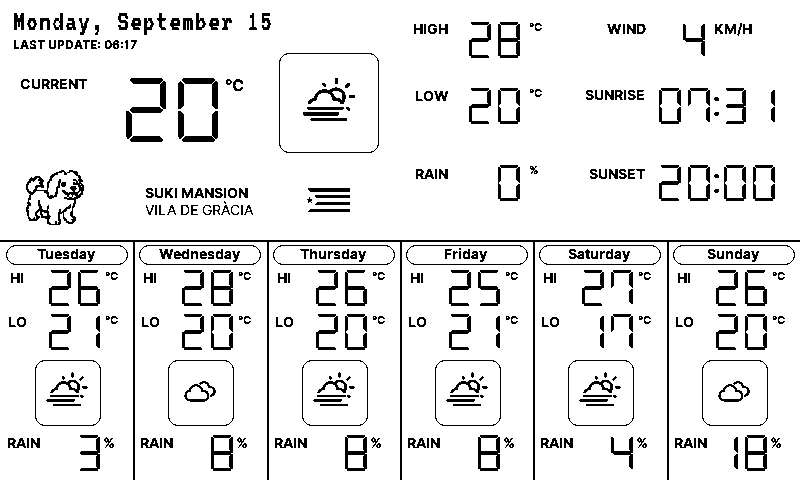 Monday, September 15
LAST UPDATE: 06:17
CURRENT 20 °C
SUKI MANSION
VILA DE GRÀCIA
HIGH 28 °C
LOW 20 °C
RAIN 0 %
WIND 4 KM/H
SUNRISE 07:31
SUNSET 20:00
Tuesday
HI 26 °C
LO 21 °C
RAIN 3 %
Wednesday
HI 28 °C
LO 20 °C
RAIN 8 %
Thursday
HI 26 °C
LO 20 °C
RAIN 8 %
Friday
HI 25 °C
LO 21 °C
RAIN 8 %
Saturday
HI 27 °C
LO 17 °C
RAIN 4 %
Sunday
HI 26 °C
LO 20 °C
RAIN 18 %